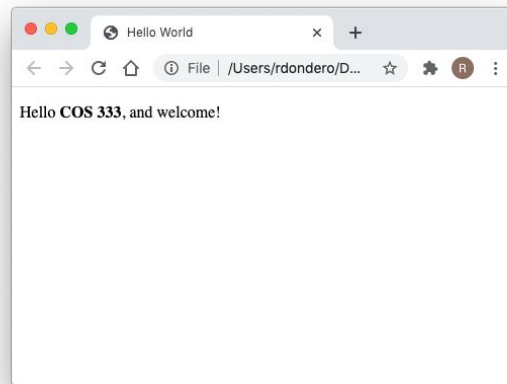 Hello World
File /Users/rdondero/D...
R
Hello COS 333, and welcome!